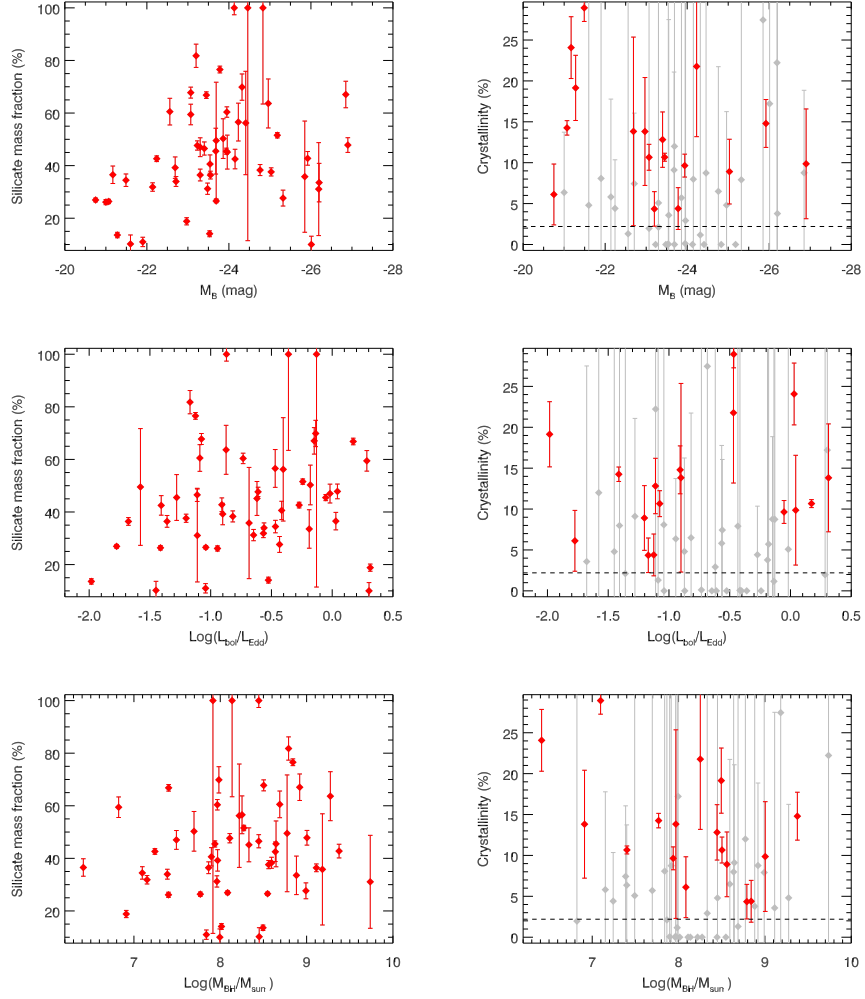 Silicate mass fraction (%)
100
80
60
40
20
-20 -22 -24 -26 -28
M_B (mag)
Crystallinity (%)
25
20
15
10
5
0
-20 -22 -24 -26 -28
M_B (mag)
Silicate mass fraction (%)
100
80
60
40
20
-2.0 -1.5 -1.0 -0.5 0.0 0.5
Log(L_bol/L_Edd)
Crystallinity (%)
25
20
15
10
5
0
-2.0 -1.5 -1.0 -0.5 0.0
Log(L_bol/L_Edd)
Silicate mass fraction (%)
100
80
60
40
20
7 8 9 10
Log(M_BH/M_sun)
Crystallinity (%)
25
20
15
10
5
0
7 8 9 10
Log(M_BH/M_sun)